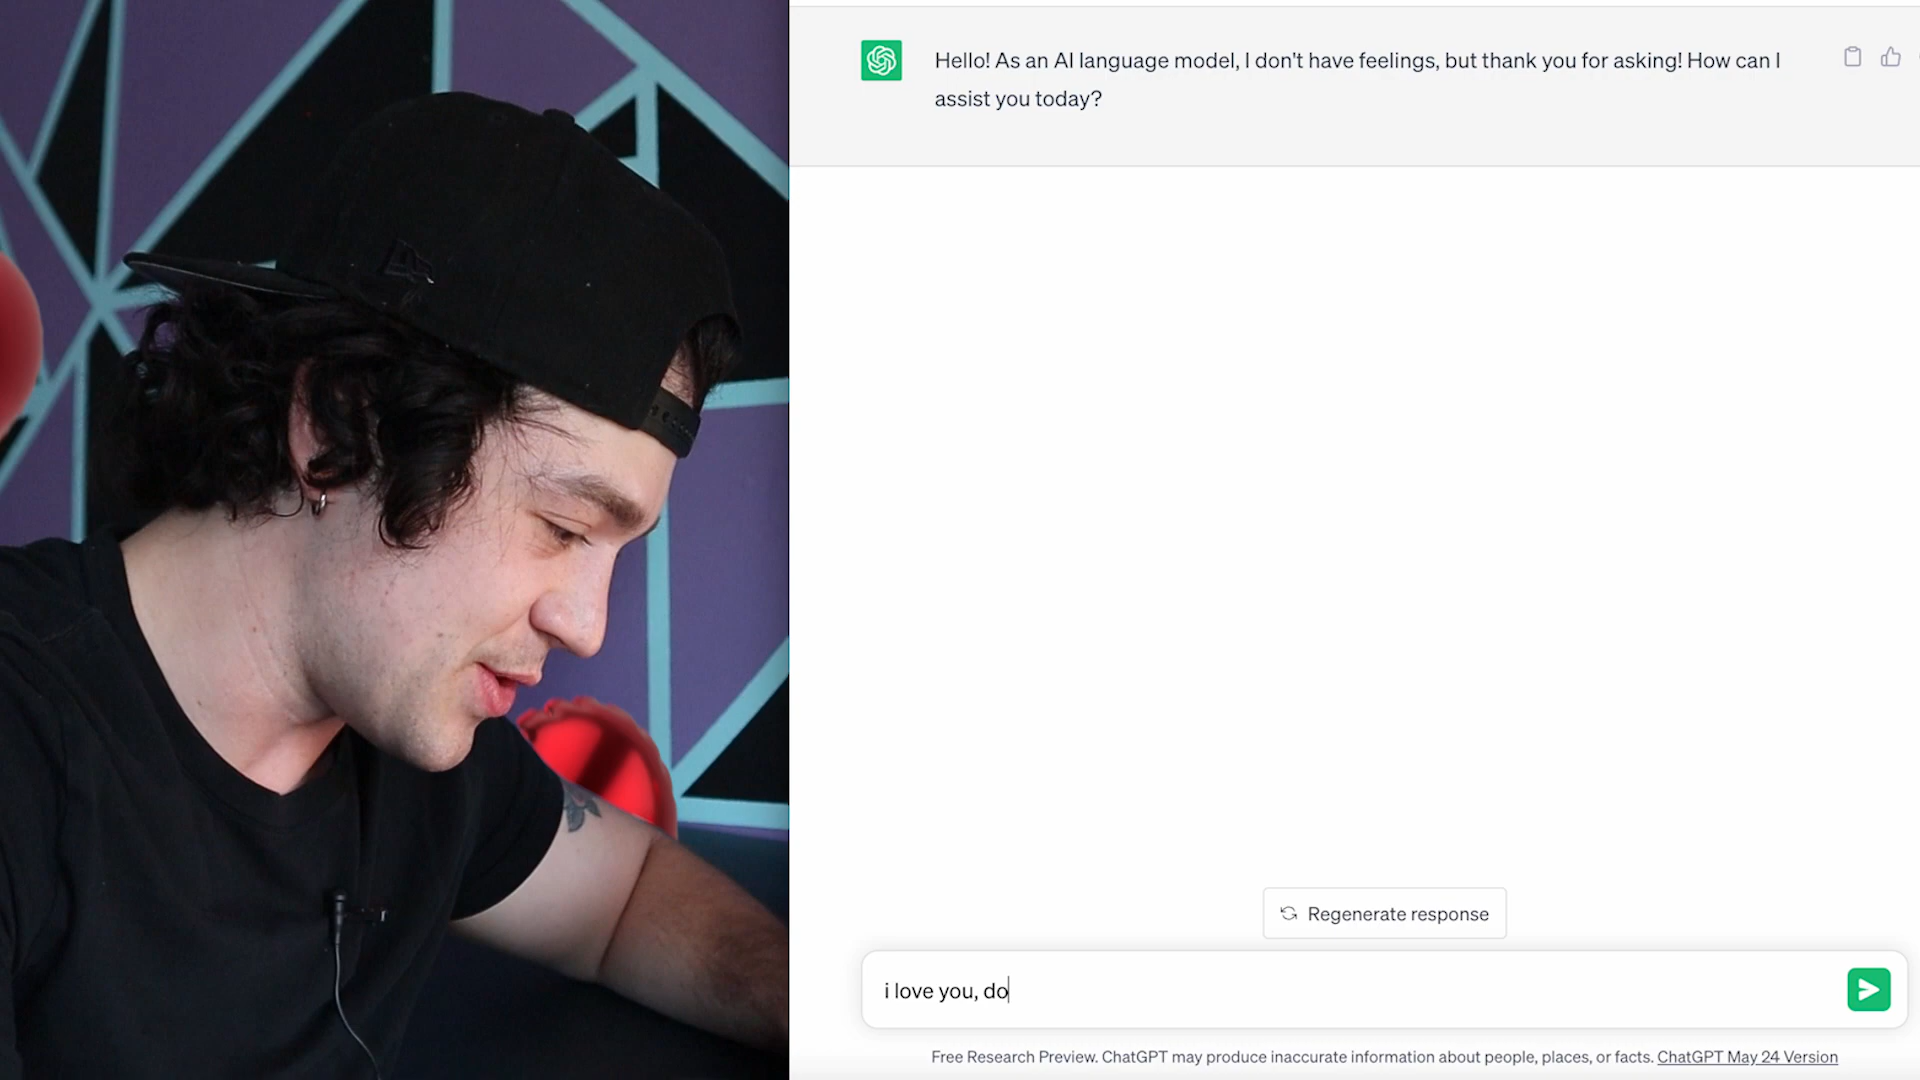 Hello! As an AI language model, I don't have feelings, but thank you for asking! How can I
assist you today?
Regenerate response
i love you, do
Free Research Preview. ChatGPT may produce inaccurate information about people, places, or facts. ChatGPT May 24 Version